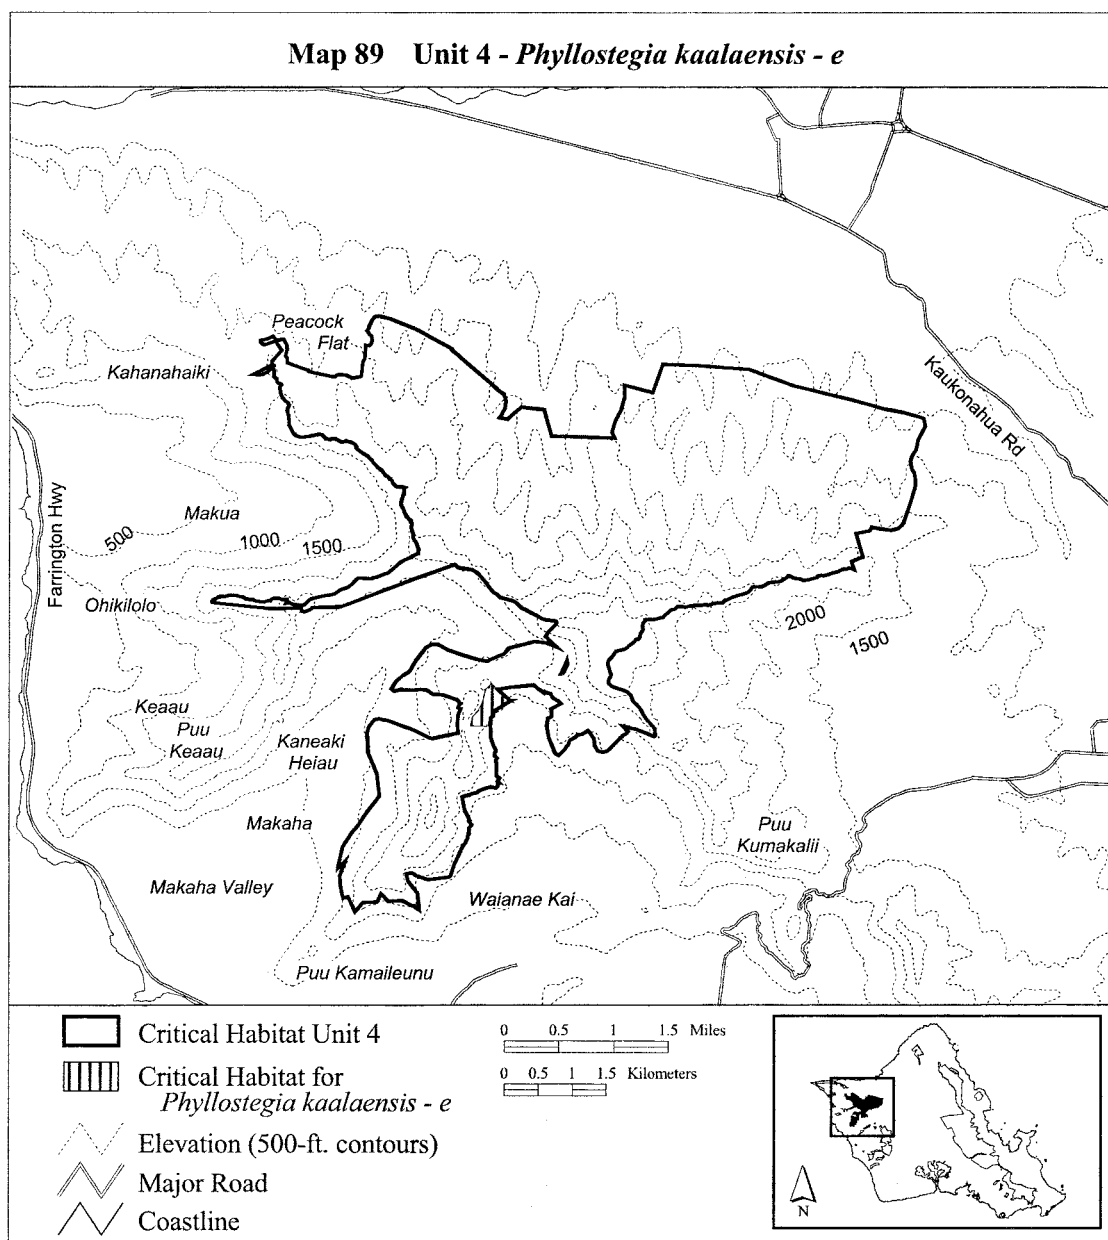 Map 89 Unit 4 - Phyllostegia kaalaensis - e
Peacock
Flat
Kahanahaiki
Kaukonahua Rd
Farrington Hwy
Makua
500
1000
1500
Ohikilolo
2000
1500
Keaau
Puu
Keaau
Kaneaki
Heiau
Makaha
Puu
Kumakalii
Makaha Valley
Waianae Kai
Puu Kamaileunu
Critical Habitat Unit 4
Critical Habitat for
Phyllostegia kaalaensis - e
Elevation (500-ft. contours)
Major Road
Coastline
0 0.5 1 1.5 Miles
0 0.5 1 1.5 Kilometers
N